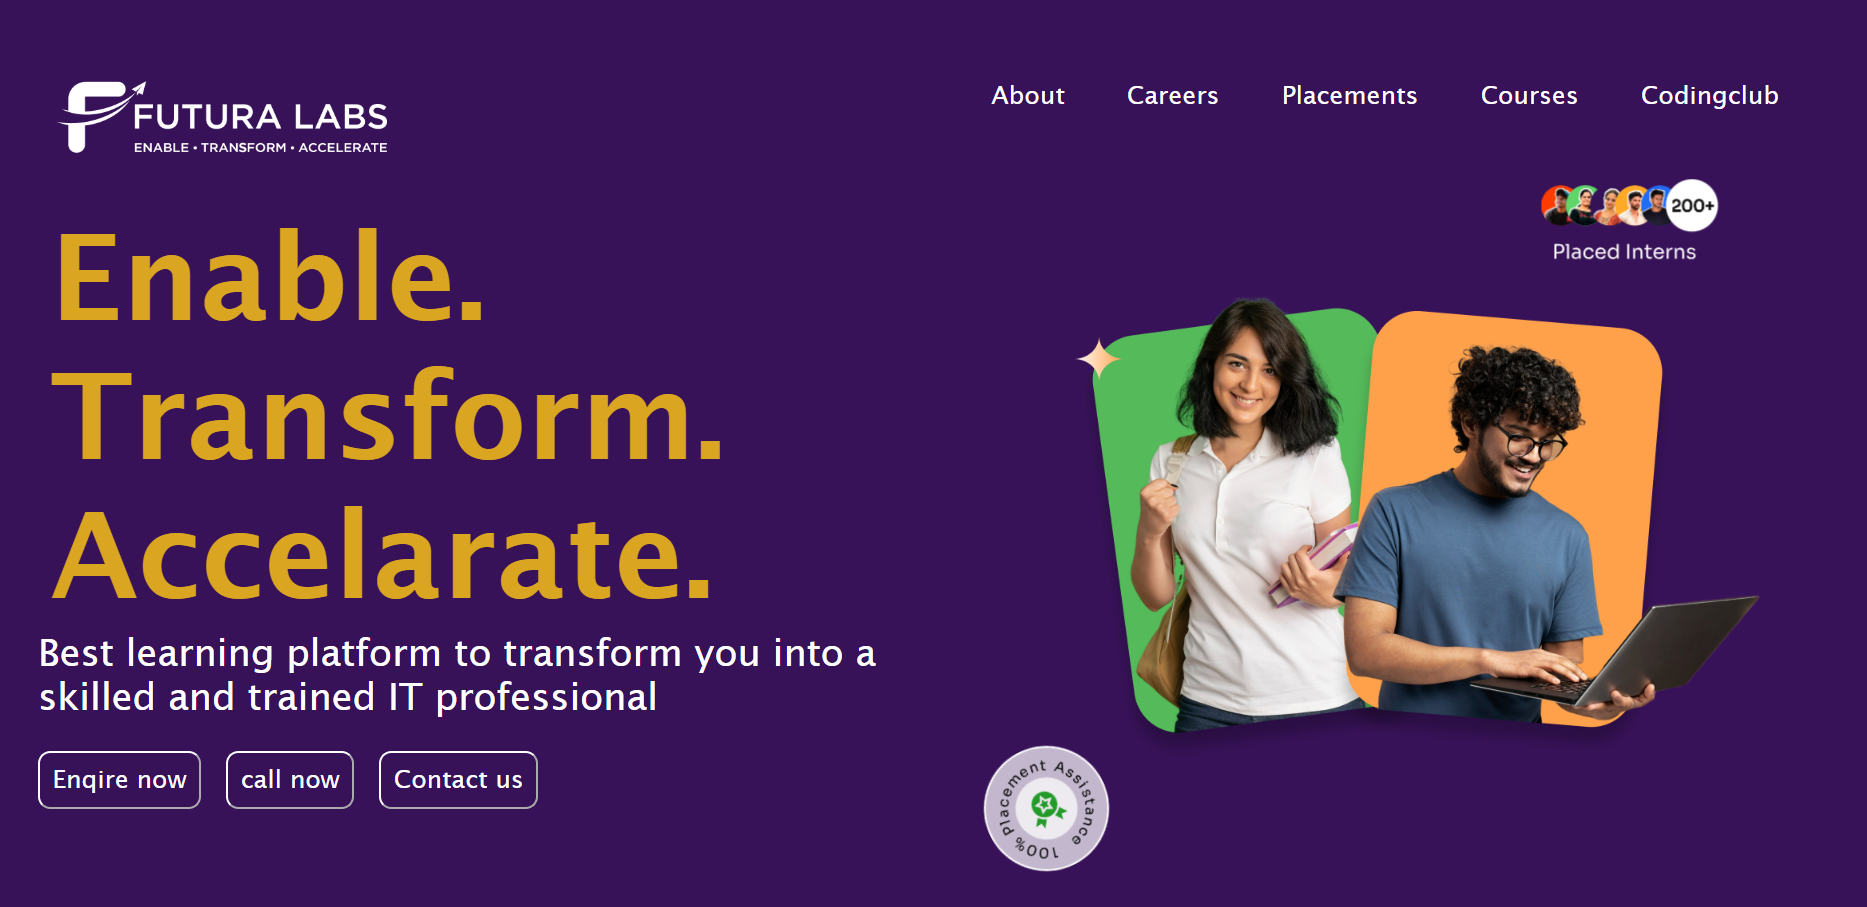 FUTURA LABS
ENABLE • TRANSFORM • ACCELERATE
About
Careers
Placements
Courses
Codingclub
200+
Placed Interns
Enable.
Transform.
Accelarate.
Best learning platform to transform you into a
skilled and trained IT professional
Enqire now
call now
Contact us
100% Placement Assistance